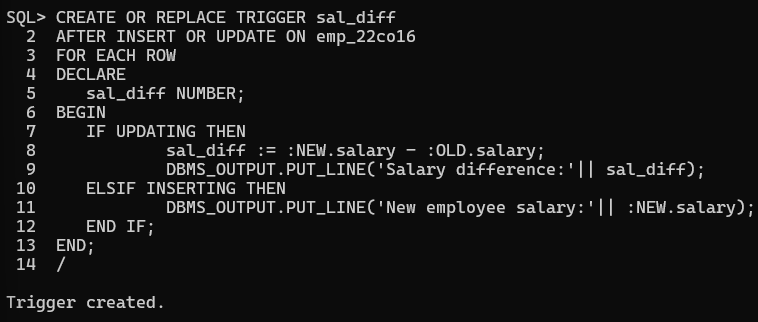 SQL> CREATE OR REPLACE TRIGGER sal_diff
  2  AFTER INSERT OR UPDATE ON emp_22co16
  3  FOR EACH ROW
  4  DECLARE
  5     sal_diff NUMBER;
  6  BEGIN
  7     IF UPDATING THEN
  8             sal_diff := :NEW.salary - :OLD.salary;
  9             DBMS_OUTPUT.PUT_LINE('Salary difference:'|| sal_diff);
 10     ELSIF INSERTING THEN
 11             DBMS_OUTPUT.PUT_LINE('New employee salary:'|| :NEW.salary);
 12     END IF;
 13  END;
 14  /
Trigger created.